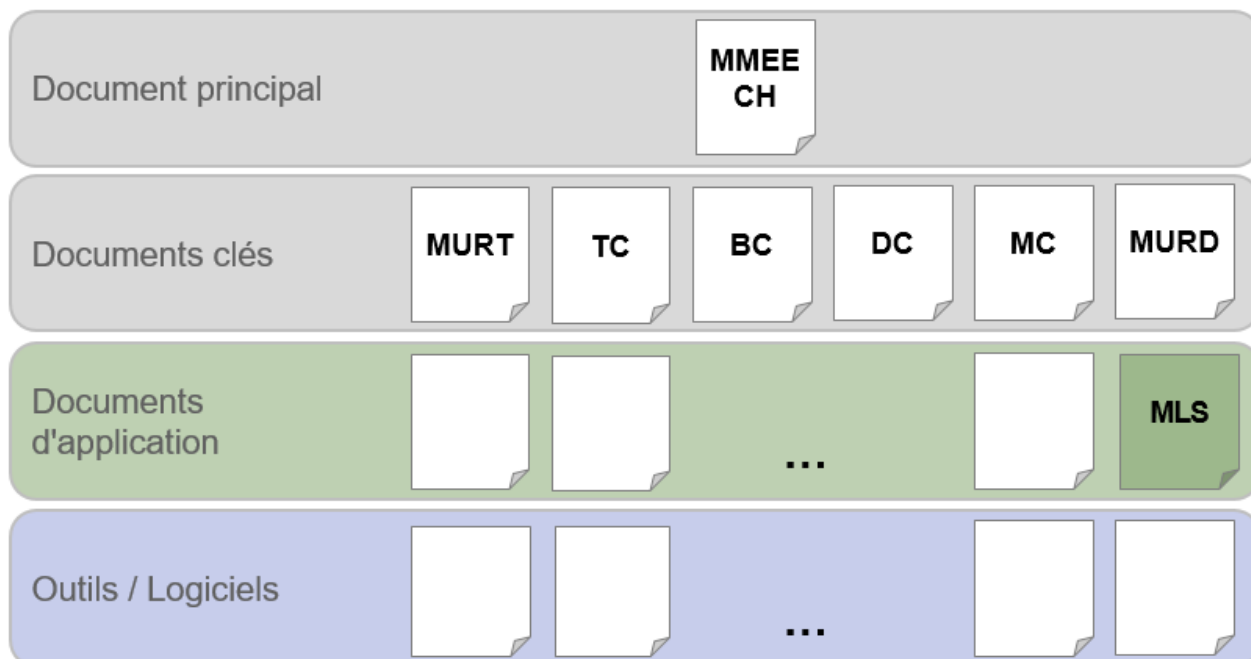 Document principal
MMEE
CH
Documents clés
MURT
TC
BC
DC
MC
MURD
Documents
d'application
...
MLS
Outils / Logiciels
...